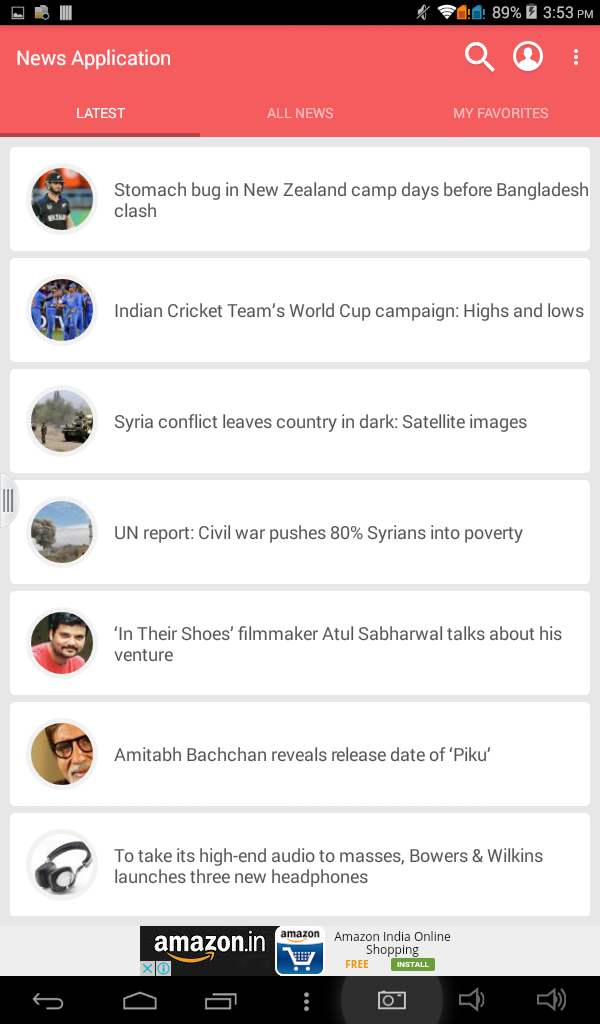 89% 3:53 PM
News Application
LATEST
ALL NEWS
MY FAVORITES
Stomach bug in New Zealand camp days before Bangladesh
clash
Indian Cricket Team’s World Cup campaign: Highs and lows
Syria conflict leaves country in dark: Satellite images
UN report: Civil war pushes 80% Syrians into poverty
‘In Their Shoes’ filmmaker Atul Sabharwal talks about his
venture
Amitabh Bachchan reveals release date of ‘Piku’
To take its high-end audio to masses, Bowers & Wilkins
launches three new headphones
amazon.in
amazon
Amazon India Online
Shopping
FREE
INSTALL